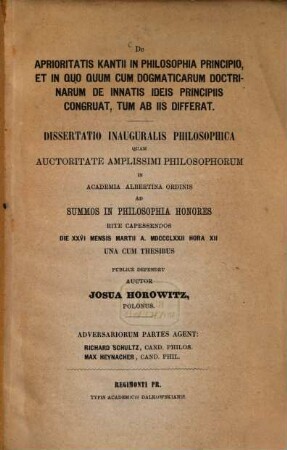 De
APRIORITATIS KANTII IN PHILOSOPHIA PRINCIPIO,
ET IN QUO QUUM CUM DOGMATICARUM DOCTRI-
NARUM DE INNATIS IDEIS PRINCIPIIS
CONGRUAT, TUM AB IIS DIFFERAT.
DISSERTATIO INAUGURALIS PHILOSOPHICA
QUAM
AUCTORITATE AMPLISSIMI PHILOSOPHORUM
IN
ACADEMIA ALBERTINA ORDINIS
AD
SUMMOS IN PHILOSOPHIA HONORES
RITE CAPESSENDOS
DIE XXVI MENSIS MARTII A. MDCCCLXXII HORA XII
UNA CUM THESIBUS
PUBLICE DEFENDET
AUCTOR
JOSUA HOROWITZ,
POLONUS.
ADVERSARIORUM PARTES AGENT:
RICHARD SCHULTZ, CAND. PHILOS.
MAX HEYNACHER, CAND. PHIL.
REGIMONTI PR.
TYPIS ACADEMICIS DALKOWSKIANIS.